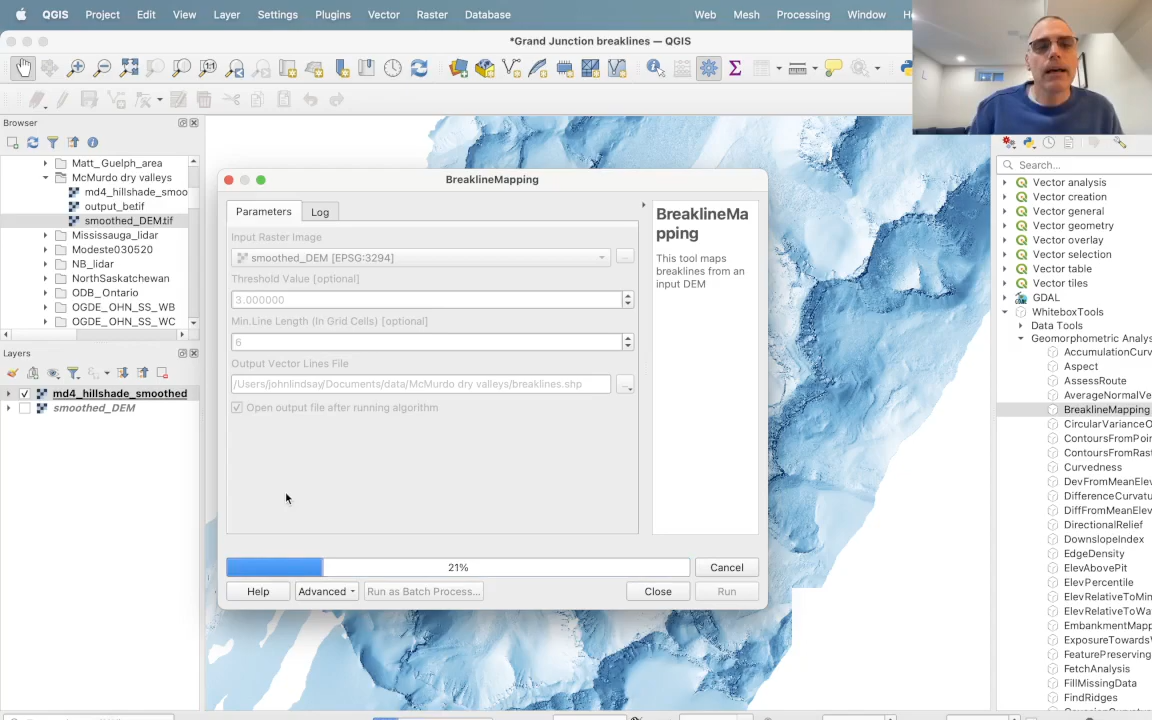 QGIS Project Edit View Layer Settings Plugins Vector Raster Database Web Mesh Processing Window
*Grand Junction breaklines — QGIS
Browser
Matt_Guelph_area
McMurdo dry valleys
md4_hillshade_smoo
output_be.tif
smoothed_DEM.tif
Mississauga_lidar
Modeste030520
NB_lidar
NorthSaskatchewan
ODB_Ontario
OGDE_OHN_SS_WB
OGDE_OHN_SS_WC
Layers
md4_hillshade_smoothed
smoothed_DEM
BreaklineMapping
Parameters Log
Input Raster Image
smoothed_DEM [EPSG:3294]
Threshold Value [optional]
3.000000
Min.Line Length (In Grid Cells) [optional]
6
Output Vector Lines File
/Users/johnlindsay/Documents/data/McMurdo dry valleys/breaklines.shp
Open output file after running algorithm
BreaklineMa
pping
This tool maps
breaklines from an
input DEM
21%
Cancel
Help Advanced Run as Batch Process... Close Run
Search...
Vector analysis
Vector creation
Vector general
Vector geometry
Vector overlay
Vector selection
Vector table
Vector tiles
GDAL
WhiteboxTools
Data Tools
Geomorphometric Analys
AccumulationCurv
Aspect
AssessRoute
AverageNormalVe
BreaklineMapping
CircularVarianceO
ContoursFromPoi
ContoursFromRast
Curvedness
DevFromMeanElev
DifferenceCurvatu
DiffFromMeanElev
DirectionalRelief
DownslopeIndex
EdgeDensity
ElevAbovePit
ElevPercentile
ElevRelativeToMin
ElevRelativeToWa
EmbankmentMapp
ExposureTowards
FeaturePreserving
FetchAnalysis
FillMissingData
FindRidges